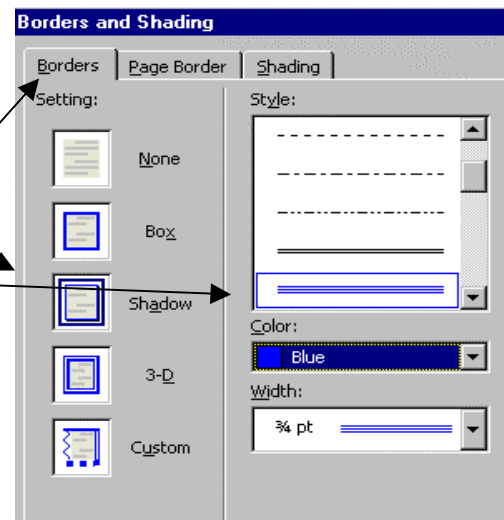 Borders and Shading
Borders Page Border Shading
Setting:
None
Box
Shadow
3-D
Custom
Style:
Color:
Blue
Width:
¾ pt